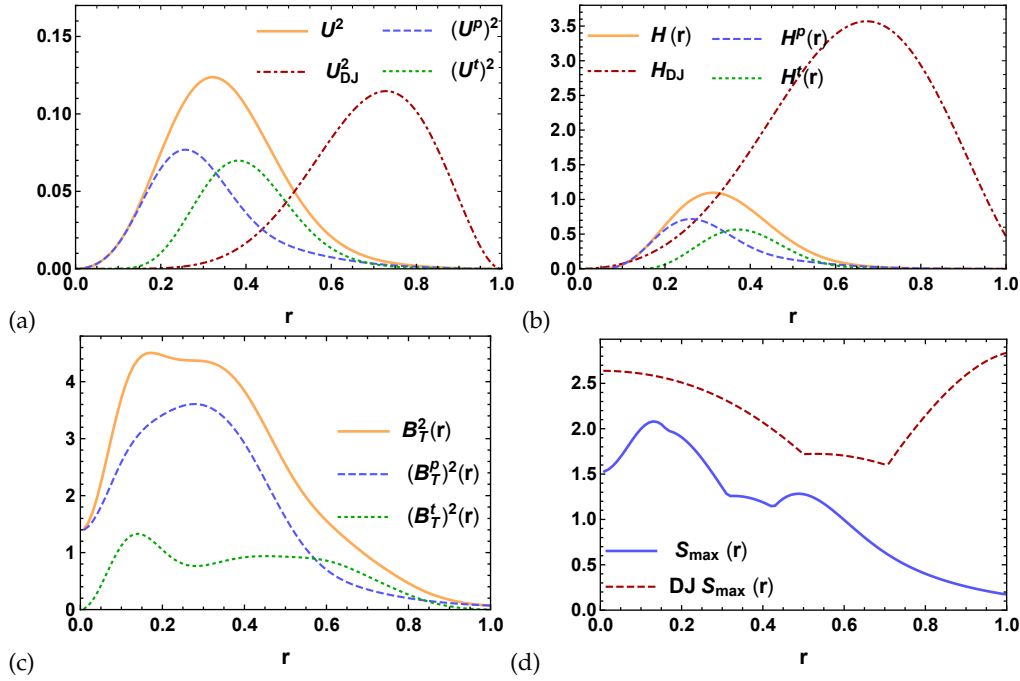 0.15
0.10
0.05
0.00
U²
(Uᵖ)²
U²DJ
(Uᵗ)²
0.0 0.2 0.4 0.6 0.8 1.0
r
(a)
3.5
3.0
2.5
2.0
1.5
1.0
0.5
0.0
H (r)
Hᵖ(r)
HDJ
Hᵗ(r)
0.0 0.2 0.4 0.6 0.8 1.0
r
(b)
4
3
2
1
0
B²T(r)
(BᵖT)²(r)
(BᵗT)²(r)
0.0 0.2 0.4 0.6 0.8 1.0
r
(c)
2.5
2.0
1.5
1.0
0.5
0.0
Smax (r)
DJ Smax (r)
0.0 0.2 0.4 0.6 0.8 1.0
r
(d)